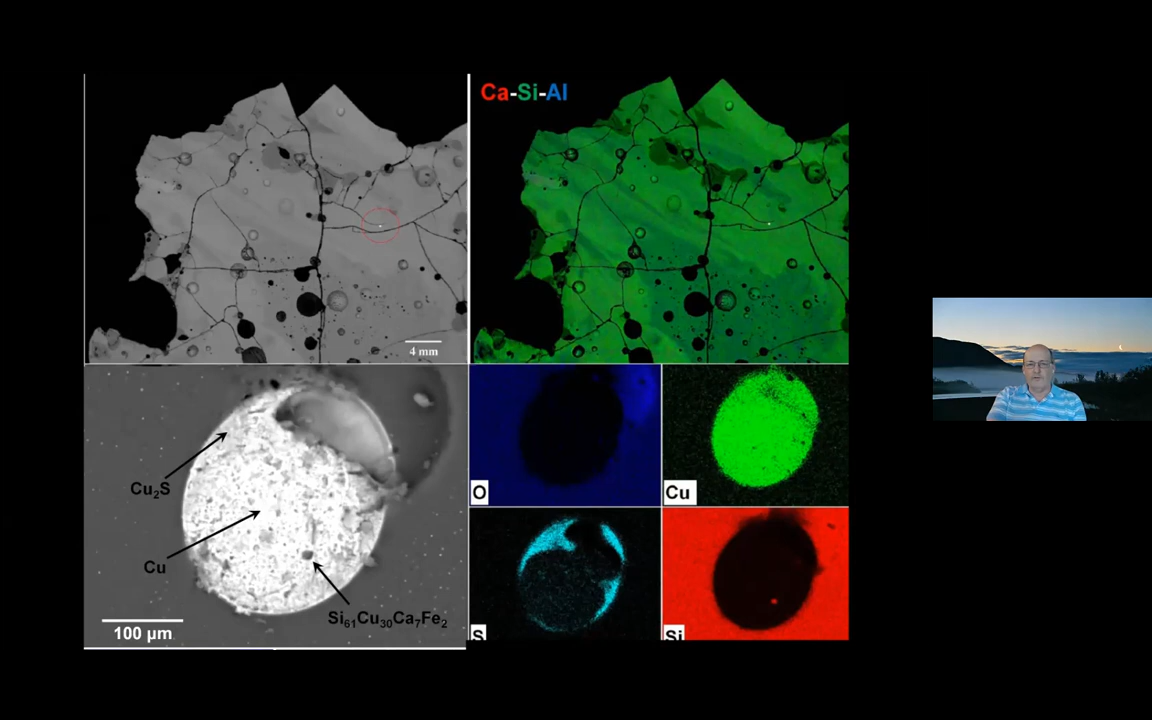 Ca-Si-Al
4 mm
Cu₂S
Cu
Si₆₁Cu₃₀Ca₇Fe₂
100 µm
O
Cu
S
Si